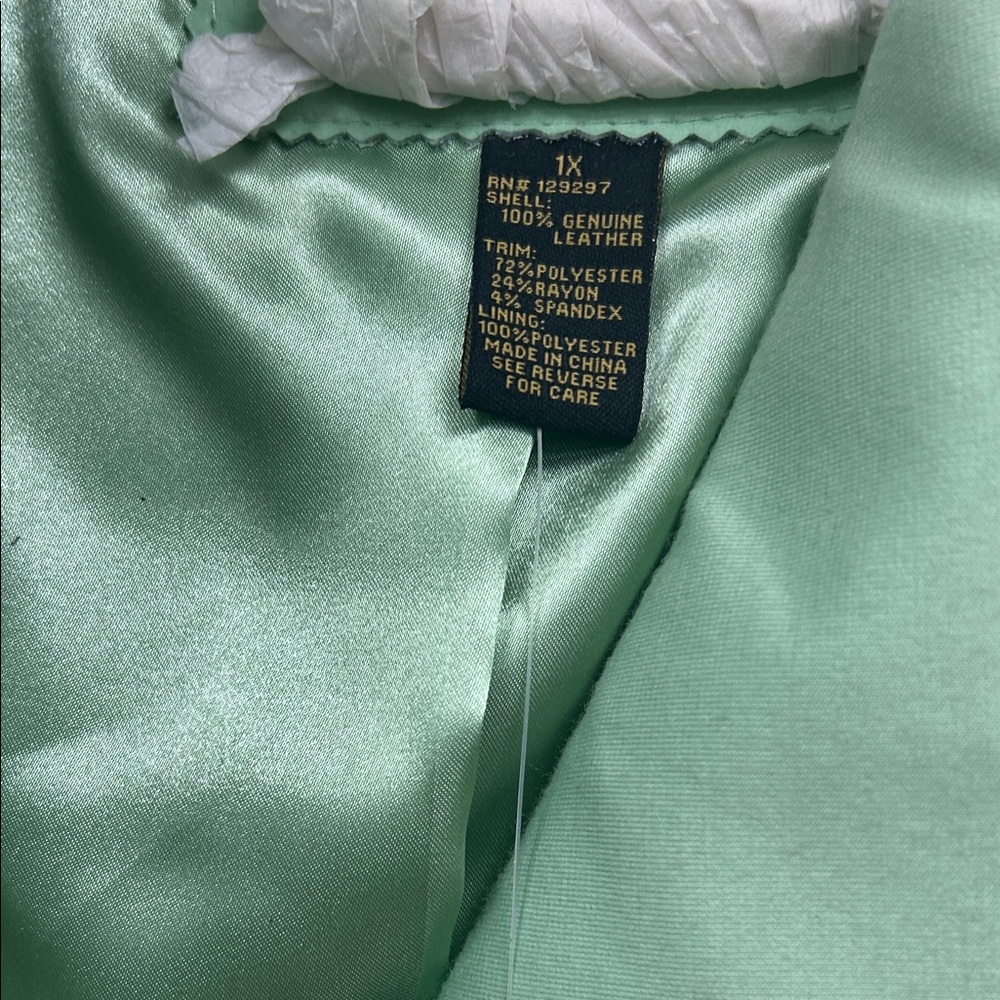 1X
RN# 129297
SHELL:
100% GENUINE
LEATHER
TRIM:
72%POLYESTER
24%RAYON
4% SPANDEX
LINING:
100%POLYESTER
MADE IN CHINA
SEE REVERSE
FOR CARE